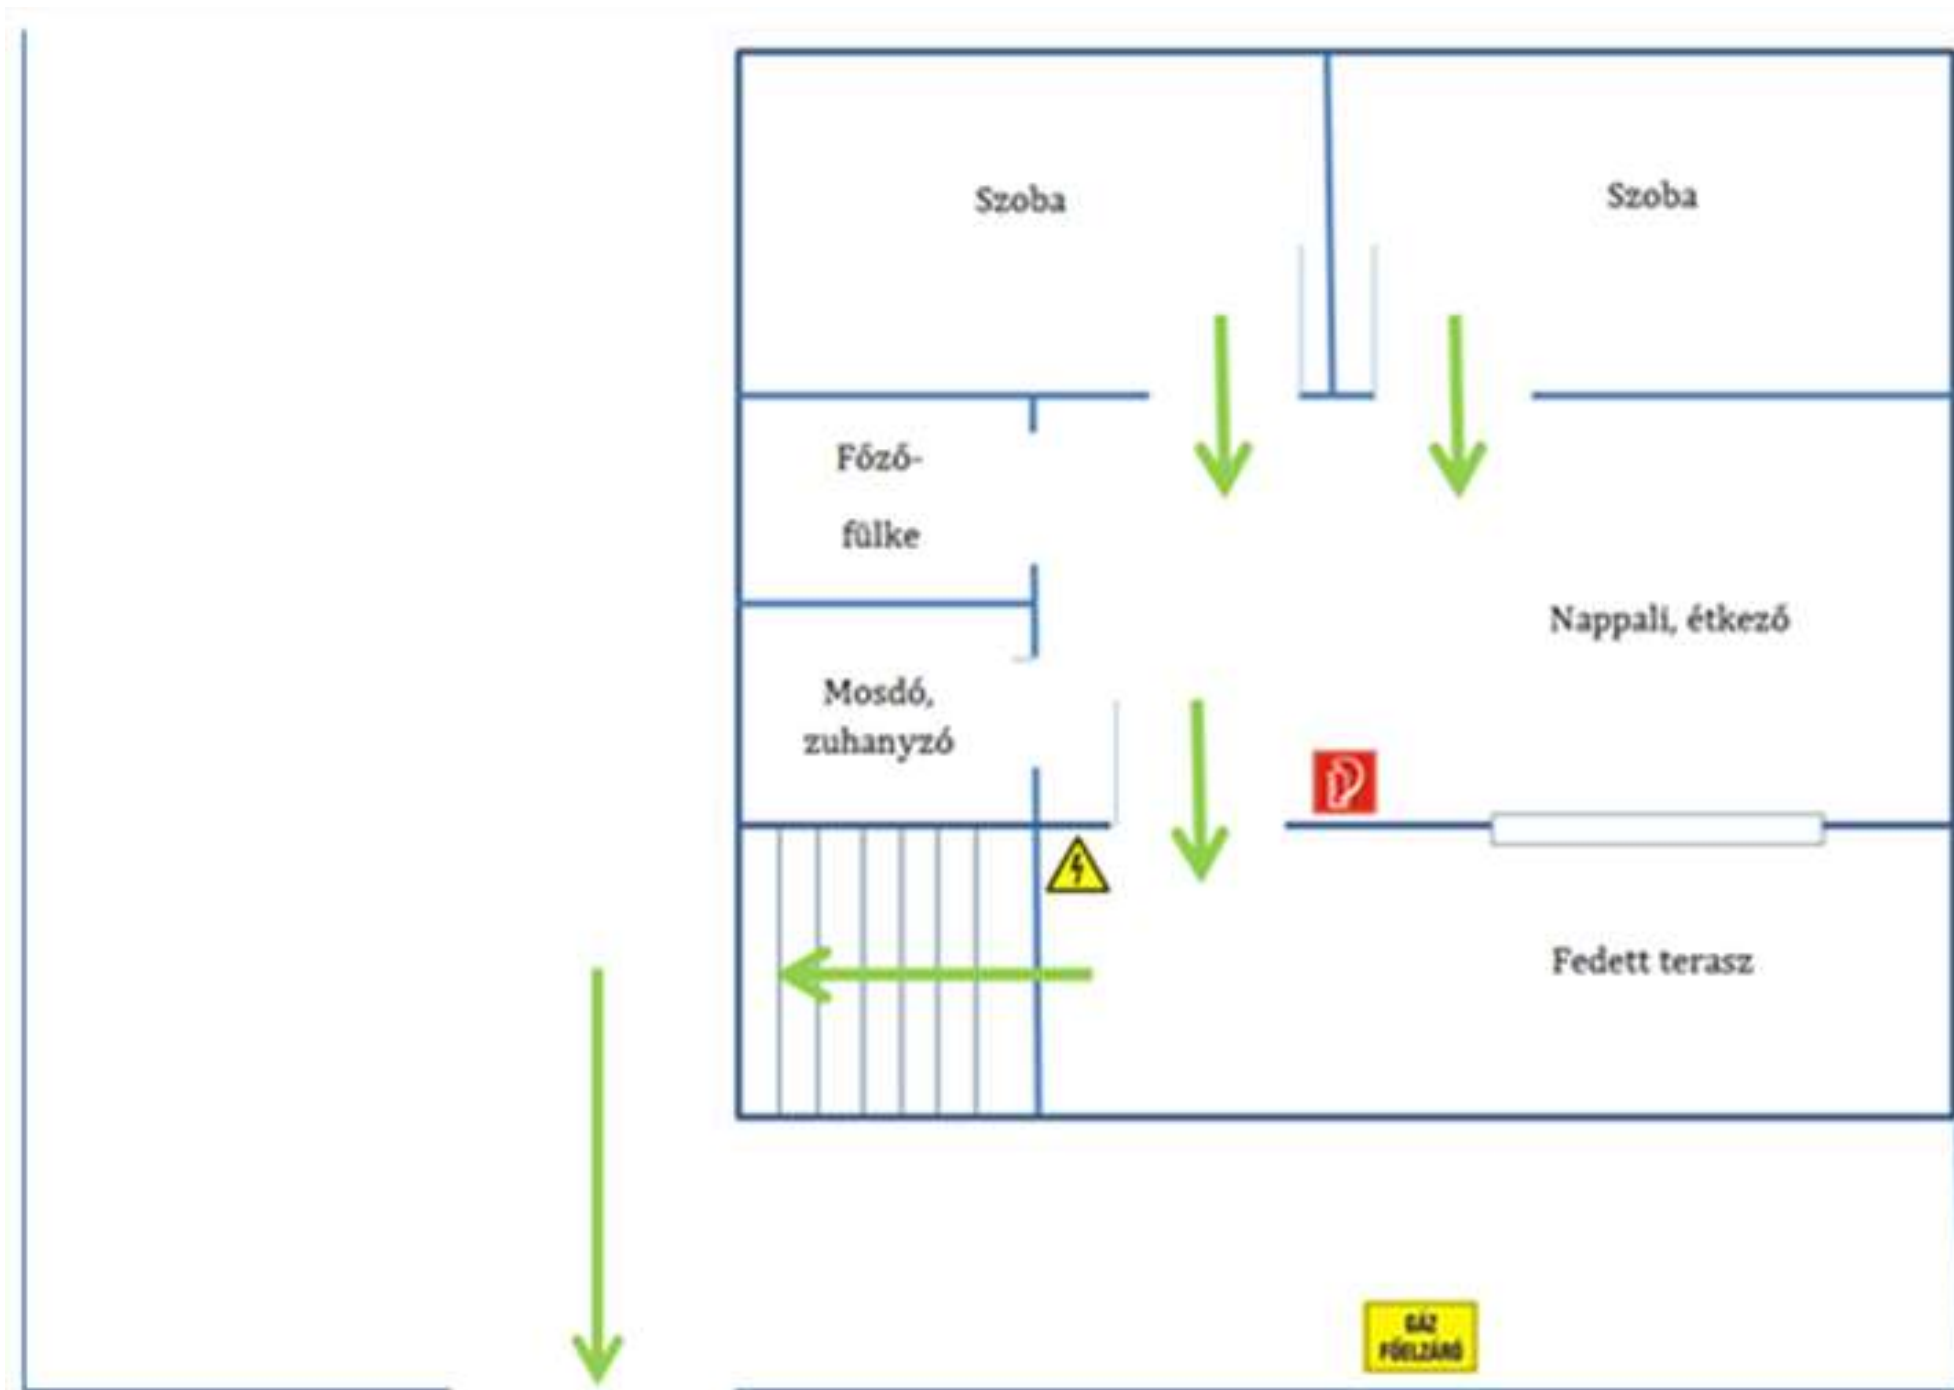 Szoba
Szoba
Főző-
fülke
Nappali, étkező
Mosdó,
zuhanyzó
Fedett terasz
GÁZ
FŐELZÁRÓ